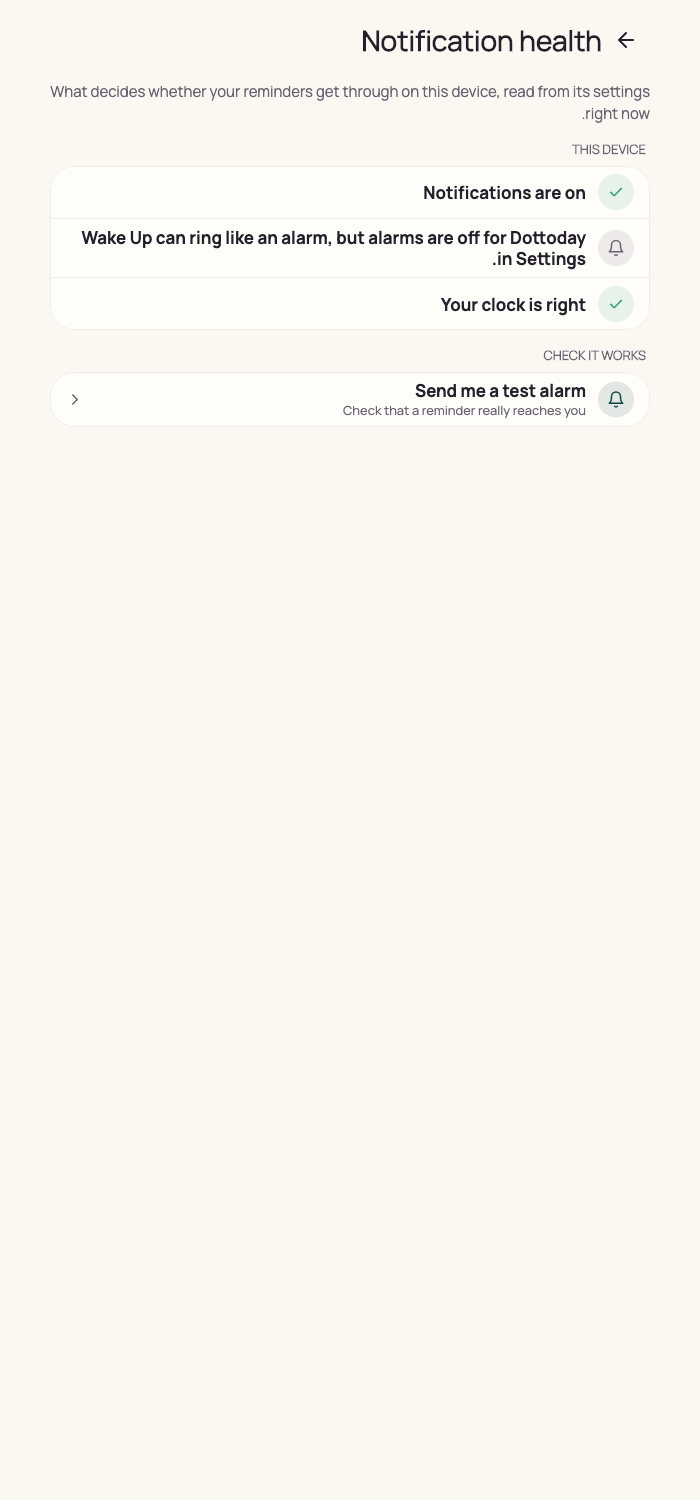 Notification health
What decides whether your reminders get through on this device, read from its settings
right now.
THIS DEVICE
Notifications are on
Wake Up can ring like an alarm, but alarms are off for Dottoday
in Settings.
Your clock is right
CHECK IT WORKS
Send me a test alarm
Check that a reminder really reaches you